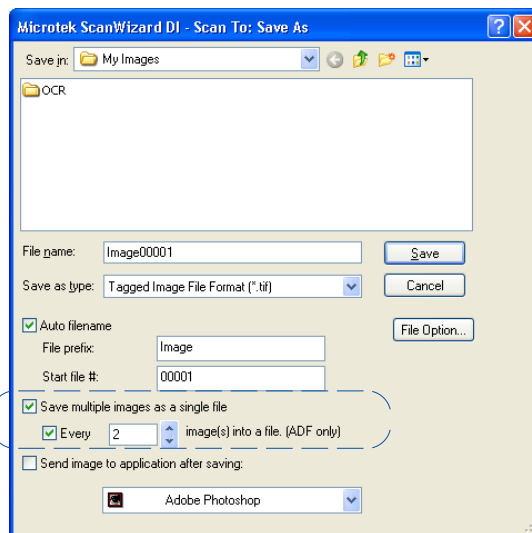 Microtek ScanWizard DI - Scan To: Save As
Save in: My Images
OCR
File name: Image00001 Save
Save as type: Tagged Image File Format (*.tif) Cancel
Auto filename File Option...
File prefix: Image
Start file #: 00001
Save multiple images as a single file
Every 2 image(s) into a file. (ADF only)
Send image to application after saving:
Adobe Photoshop